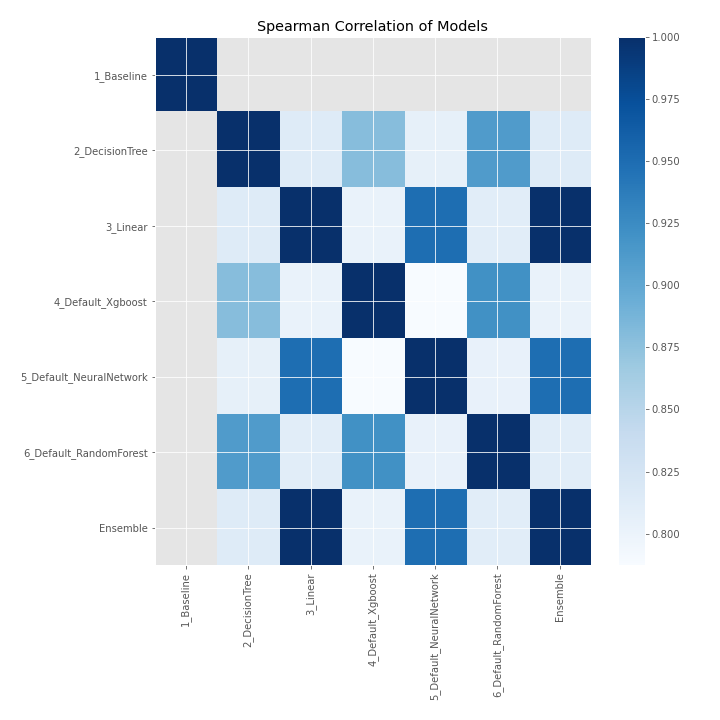 Spearman Correlation of Models
1_Baseline
2_DecisionTree
3_Linear
4_Default_Xgboost
5_Default_NeuralNetwork
6_Default_RandomForest
Ensemble
1_Baseline
2_DecisionTree
3_Linear
4_Default_Xgboost
5_Default_NeuralNetwork
6_Default_RandomForest
Ensemble
1.000
0.975
0.950
0.925
0.900
0.875
0.850
0.825
0.800